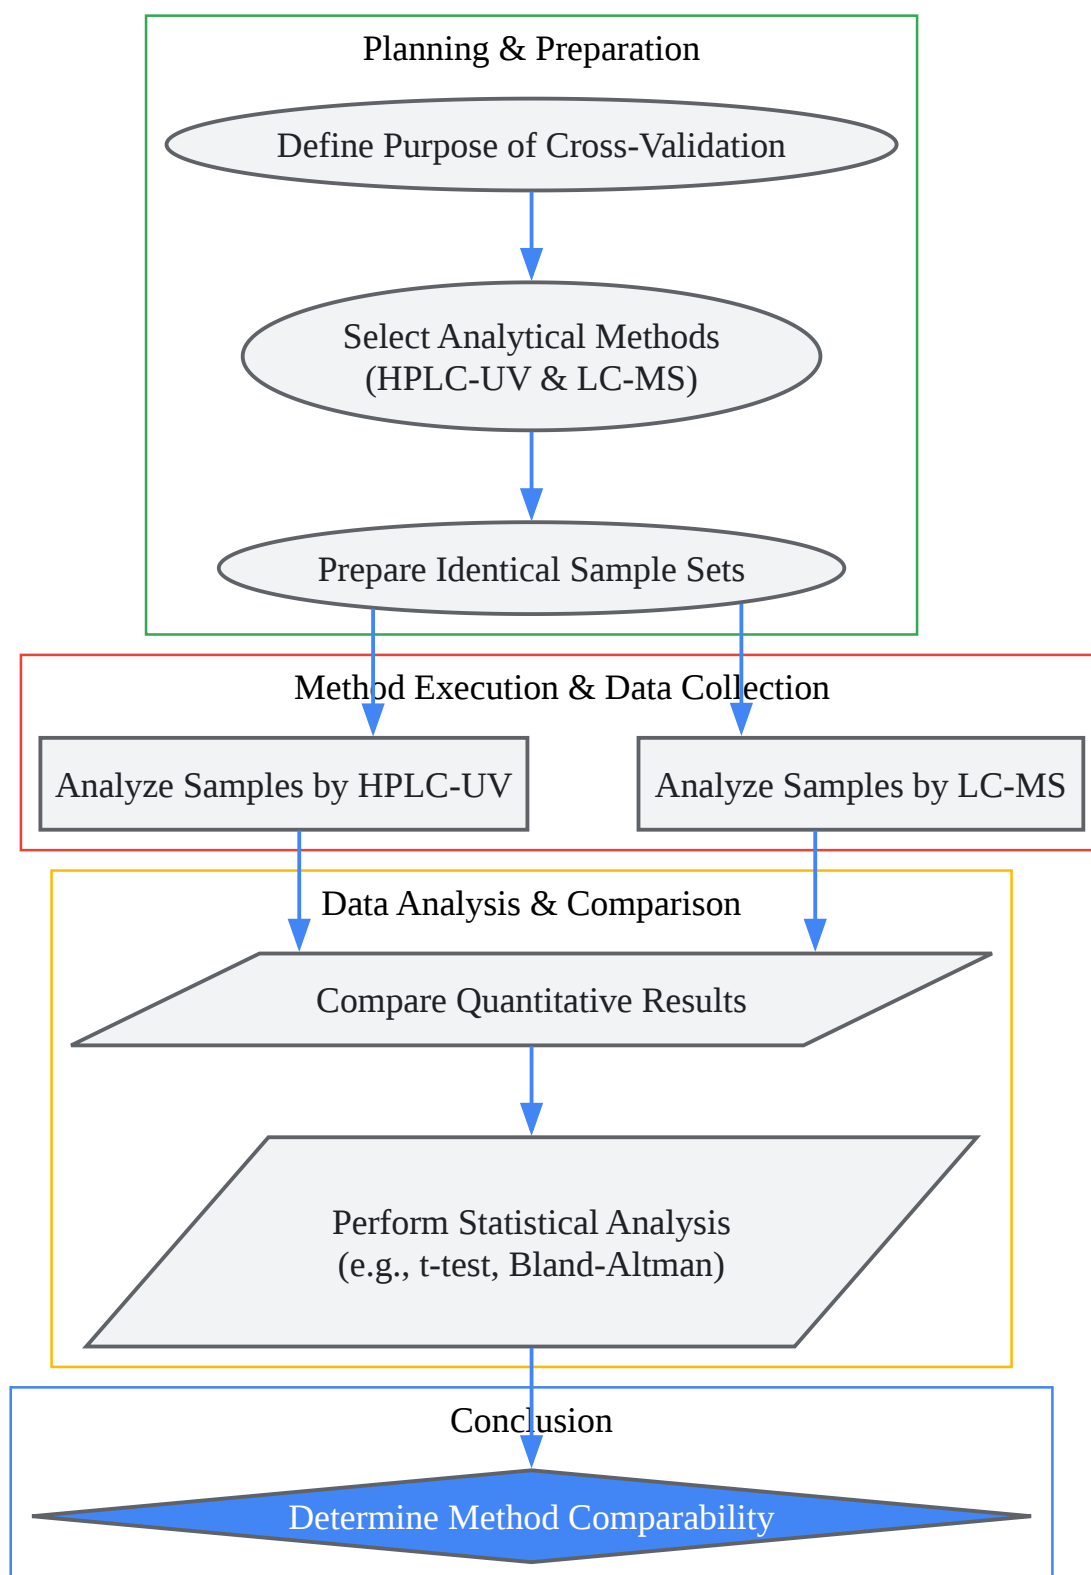 Planning & Preparation
Define Purpose of Cross-Validation
Select Analytical Methods
(HPLC-UV & LC-MS)
Prepare Identical Sample Sets
Method Execution & Data Collection
Analyze Samples by HPLC-UV
Analyze Samples by LC-MS
Data Analysis & Comparison
Compare Quantitative Results
Perform Statistical Analysis
(e.g., t-test, Bland-Altman)
Conclusion
Determine Method Comparability